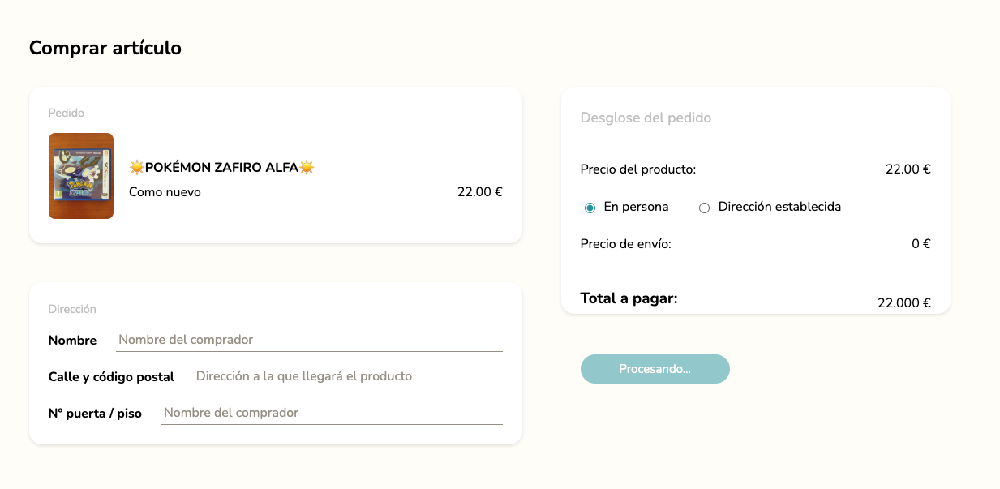 Comprar artículo
Pedido
☀️POKÉMON ZAFIRO ALFA☀️
Como nuevo
22.00 €
Dirección
Nombre
Nombre del comprador
Calle y código postal
Dirección a la que llegará el producto
Nº puerta / piso
Nombre del comprador
Desglose del pedido
Precio del producto:
22.00 €
En persona
Dirección establecida
Precio de envío:
0 €
Total a pagar:
22.000 €
Procesando...